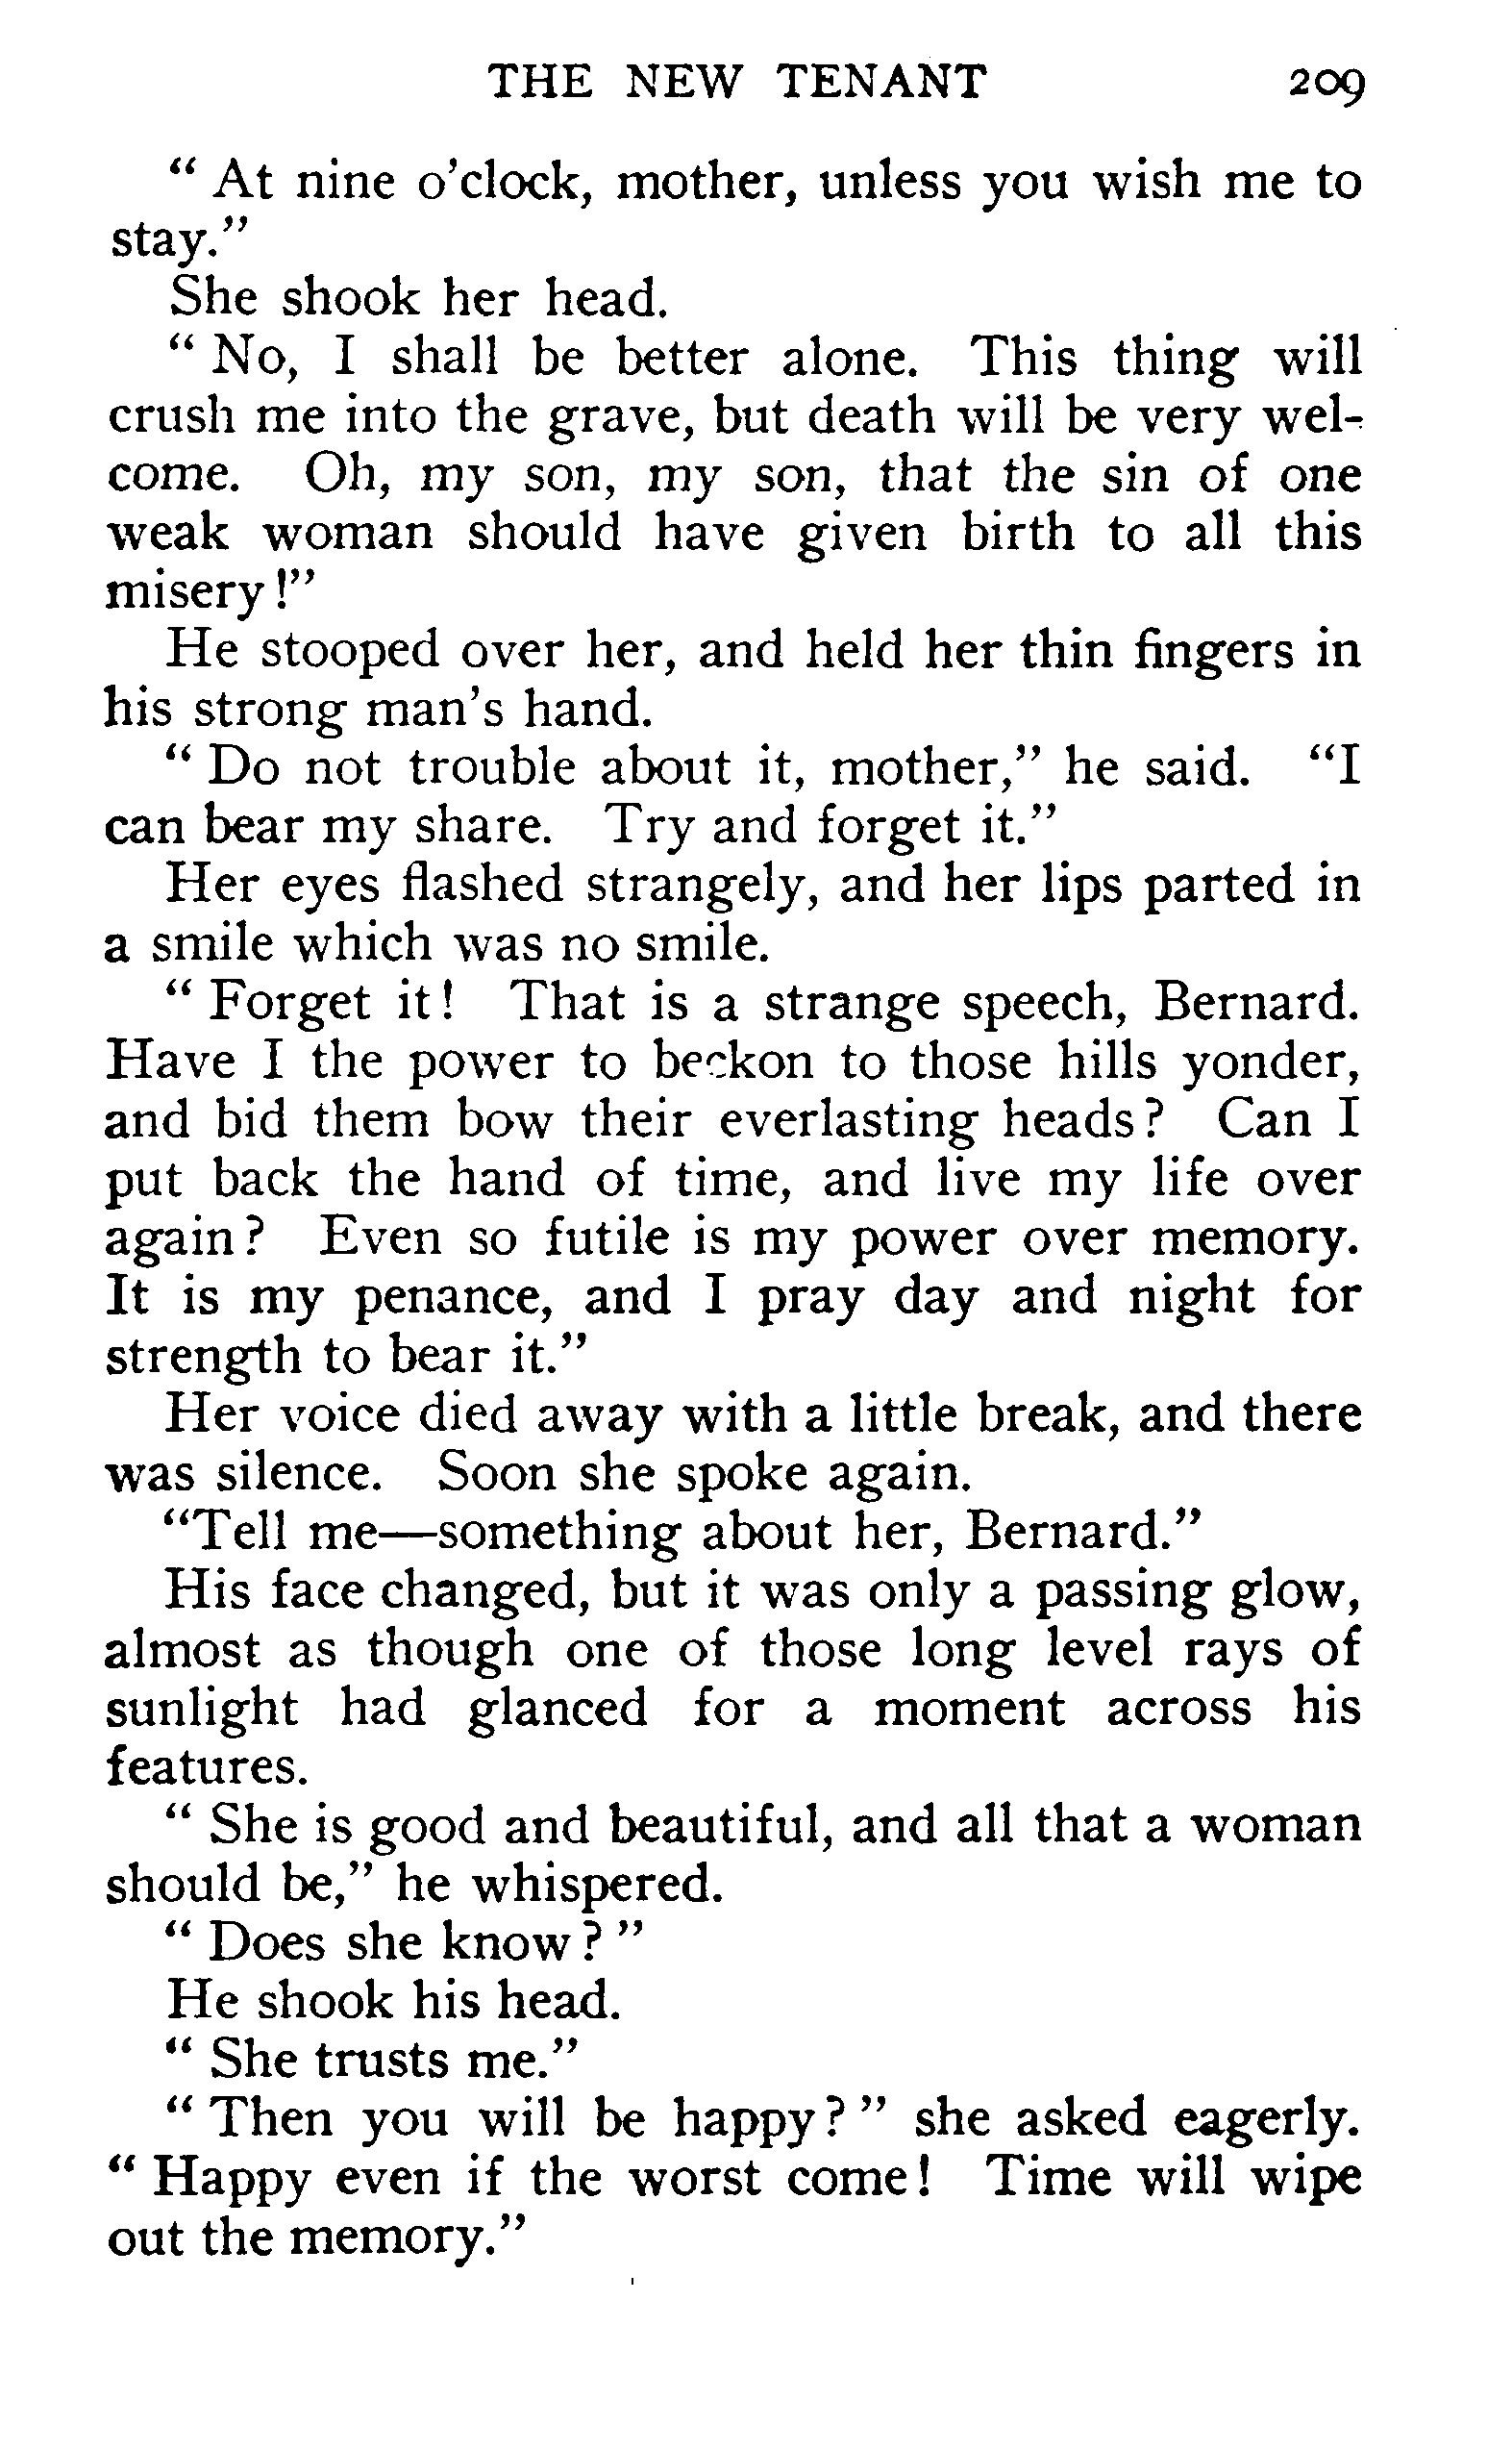 THE NEW TENANT 209
" At nine o'clock, mother, unless you wish me to
stay."
She shook her head.
" No, I shall be better alone. This thing will
crush me into the grave, but death will be very wel-
come. Oh, my son, my son, that the sin of one
weak woman should have given birth to all this
misery !"
He stooped over her, and held her thin fingers in
his strong man's hand.
" Do not trouble about it, mother," he said. "I
can bear my share. Try and forget it."
Her eyes flashed strangely, and her lips parted in
a smile which was no smile.
" Forget it ! That is a strange speech, Bernard.
Have I the power to beckon to those hills yonder,
and bid them bow their everlasting heads ? Can I
put back the hand of time, and live my life over
again ? Even so futile is my power over memory.
It is my penance, and I pray day and night for
strength to bear it."
Her voice died away with a little break, and there
was silence. Soon she spoke again.
"Tell me—something about her, Bernard."
His face changed, but it was only a passing glow,
almost as though one of those long level rays of
sunlight had glanced for a moment across his
features.
" She is good and beautiful, and all that a woman
should be," he whispered.
" Does she know ? "
He shook his head.
" She trusts me."
" Then you will be happy ? " she asked eagerly.
" Happy even if the worst come ! Time will wipe
out the memory."